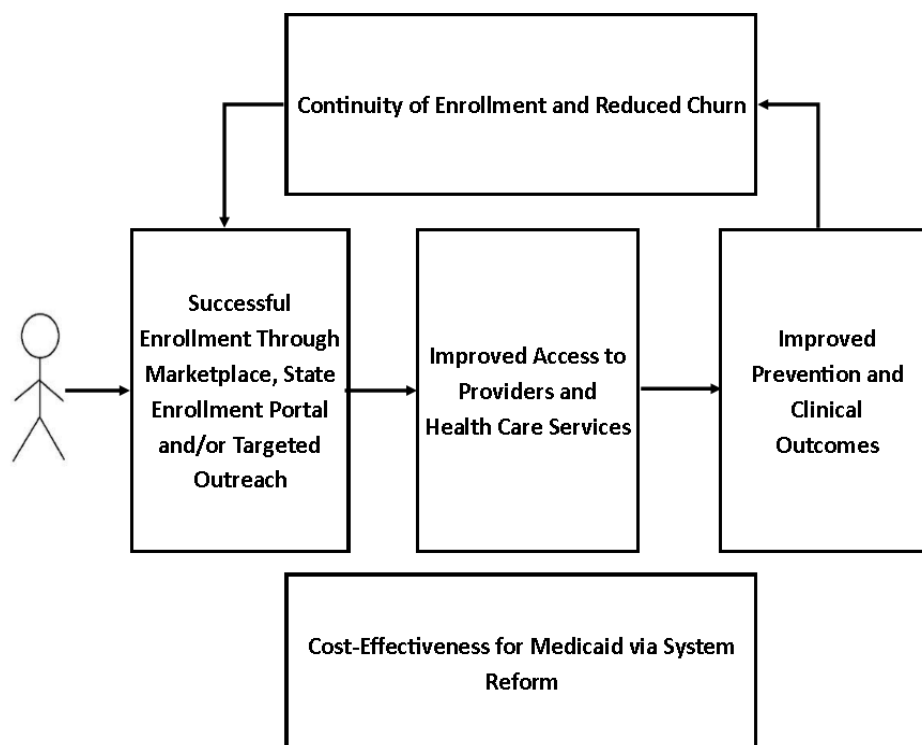 Continuity of Enrollment and Reduced Churn
Successful
Enrollment Through
Marketplace, State
Enrollment Portal
and/or Targeted
Outreach
Improved Access to
Providers and
Health Care Services
Improved
Prevention and
Clinical
Outcomes
Cost-Effectiveness for Medicaid via System
Reform